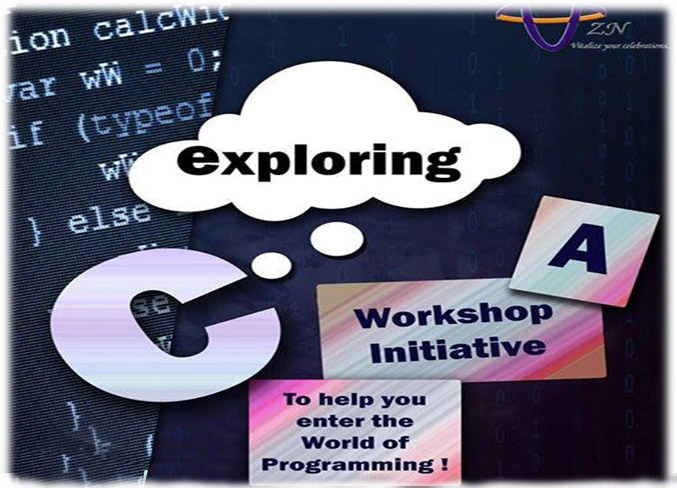 ion calcWid
var wW = 0;
if (typeof
wW
} else
se
}
} }
ZN
Vitalize your celebrations..
exploring
C
A
Workshop
Initiative
To help you
enter the
World of
Programming !